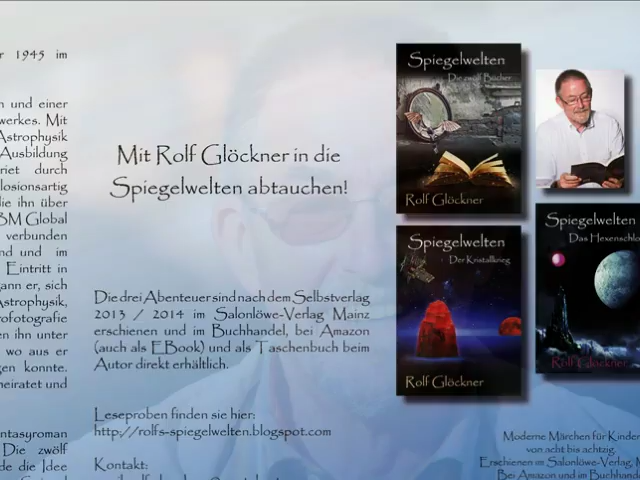 r 1945 im
n und einer
werkes. Mit
Astrophysik
Ausbildung
riet durch
losionsartig
die ihn über
BM Global
verbunden
nd und im
Eintritt in
gann er, sich
Astrophysik,
rofotografie
en ihn unter
wo aus er
gen konnte.
heiratet und
ntasyroman
Die zwölf
de die Idee
Mit Rolf Glöckner in die
Spiegelwelten abtauchen!
Die drei Abenteuer sind nach dem Selbstverlag
2013 / 2014 im Salonlöwe-Verlag Mainz
erschienen und im Buchhandel, bei Amazon
(auch als EBook) und als Taschenbuch beim
Autor direkt erhältlich.
Leseproben finden sie hier:
http://rolfs-spiegelwelten.blogspot.com
Kontakt:
Spiegelwelten
Die zwölf Bücher
Rolf Glöckner
Spiegelwelten
Der Kristallkrieg
Rolf Glöckner
Spiegelwelten
Das Hexenschlo
Rolf Glöckner
Moderne Märchen für Kinder
von acht bis achtzig.
Erschienen im Salonlöwe-Verlag, M
Bei Amazon und im Buchhande